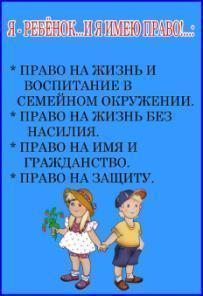 Я - РЕБЁНОК...И Я ИМЕЮ ПРАВО!...:
* ПРАВО НА ЖИЗНЬ И
ВОСПИТАНИЕ В
СЕМЕЙНОМ ОКРУЖЕНИИ.
* ПРАВО НА ЖИЗНЬ БЕЗ
НАСИЛИЯ.
* ПРАВО НА ИМЯ И
ГРАЖДАНСТВО.
* ПРАВО НА ЗАЩИТУ.